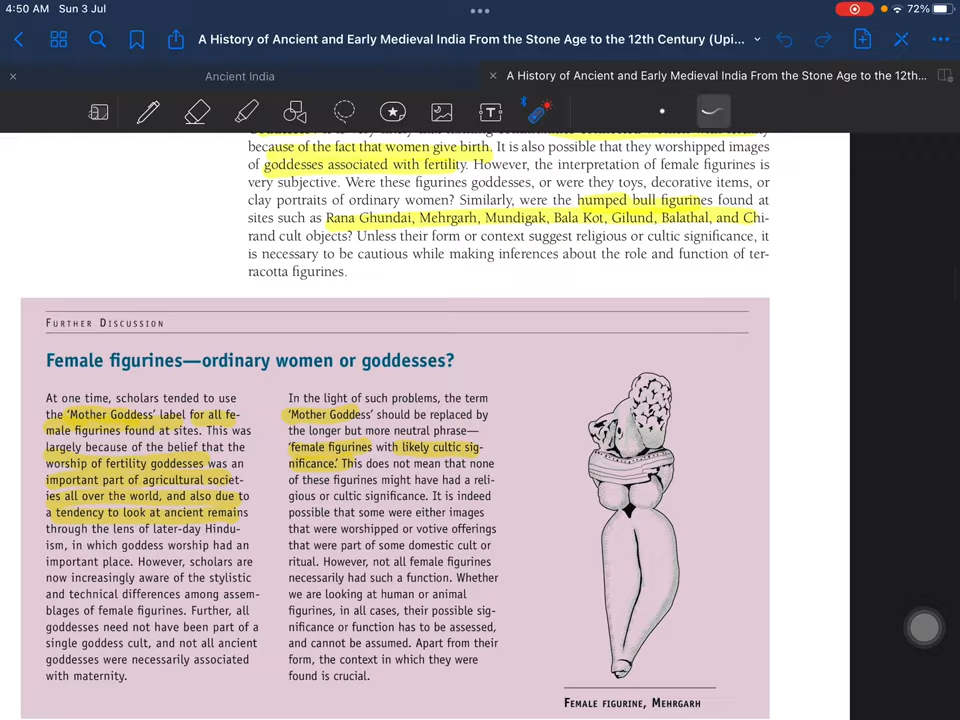 4:50 AM Sun 3 Jul
72%
A History of Ancient and Early Medieval India From the Stone Age to the 12th Century (Upi...
Ancient India
A History of Ancient and Early Medieval India From the Stone Age to the 12th...
because of the fact that women give birth. It is also possible that they worshipped images
of goddesses associated with fertility. However, the interpretation of female figurines is
very subjective. Were these figurines goddesses, or were they toys, decorative items, or
clay portraits of ordinary women? Similarly, were the humped bull figurines found at
sites such as Rana Ghundai, Mehrgarh, Mundigak, Bala Kot, Gilund, Balathal, and Chi-
rand cult objects? Unless their form or context suggest religious or cultic significance, it
is necessary to be cautious while making inferences about the role and function of ter-
racotta figurines.
FURTHER DISCUSSION
Female figurines—ordinary women or goddesses?
At one time, scholars tended to use
the ‘Mother Goddess’ label for all fe-
male figurines found at sites. This was
largely because of the belief that the
worship of fertility goddesses was an
important part of agricultural societ-
ies all over the world, and also due to
a tendency to look at ancient remains
through the lens of later-day Hindu-
ism, in which goddess worship had an
important place. However, scholars are
now increasingly aware of the stylistic
and technical differences among assem-
blages of female figurines. Further, all
goddesses need not have been part of a
single goddess cult, and not all ancient
goddesses were necessarily associated
with maternity.
In the light of such problems, the term
‘Mother Goddess’ should be replaced by
the longer but more neutral phrase—
‘female figurines with likely cultic sig-
nificance.’ This does not mean that none
of these figurines might have had a reli-
gious or cultic significance. It is indeed
possible that some were either images
that were worshipped or votive offerings
that were part of some domestic cult or
ritual. However, not all female figurines
necessarily had such a function. Whether
we are looking at human or animal
figurines, in all cases, their possible sig-
nificance or function has to be assessed,
and cannot be assumed. Apart from their
form, the context in which they were
found is crucial.
FEMALE FIGURINE, MEHRGARH